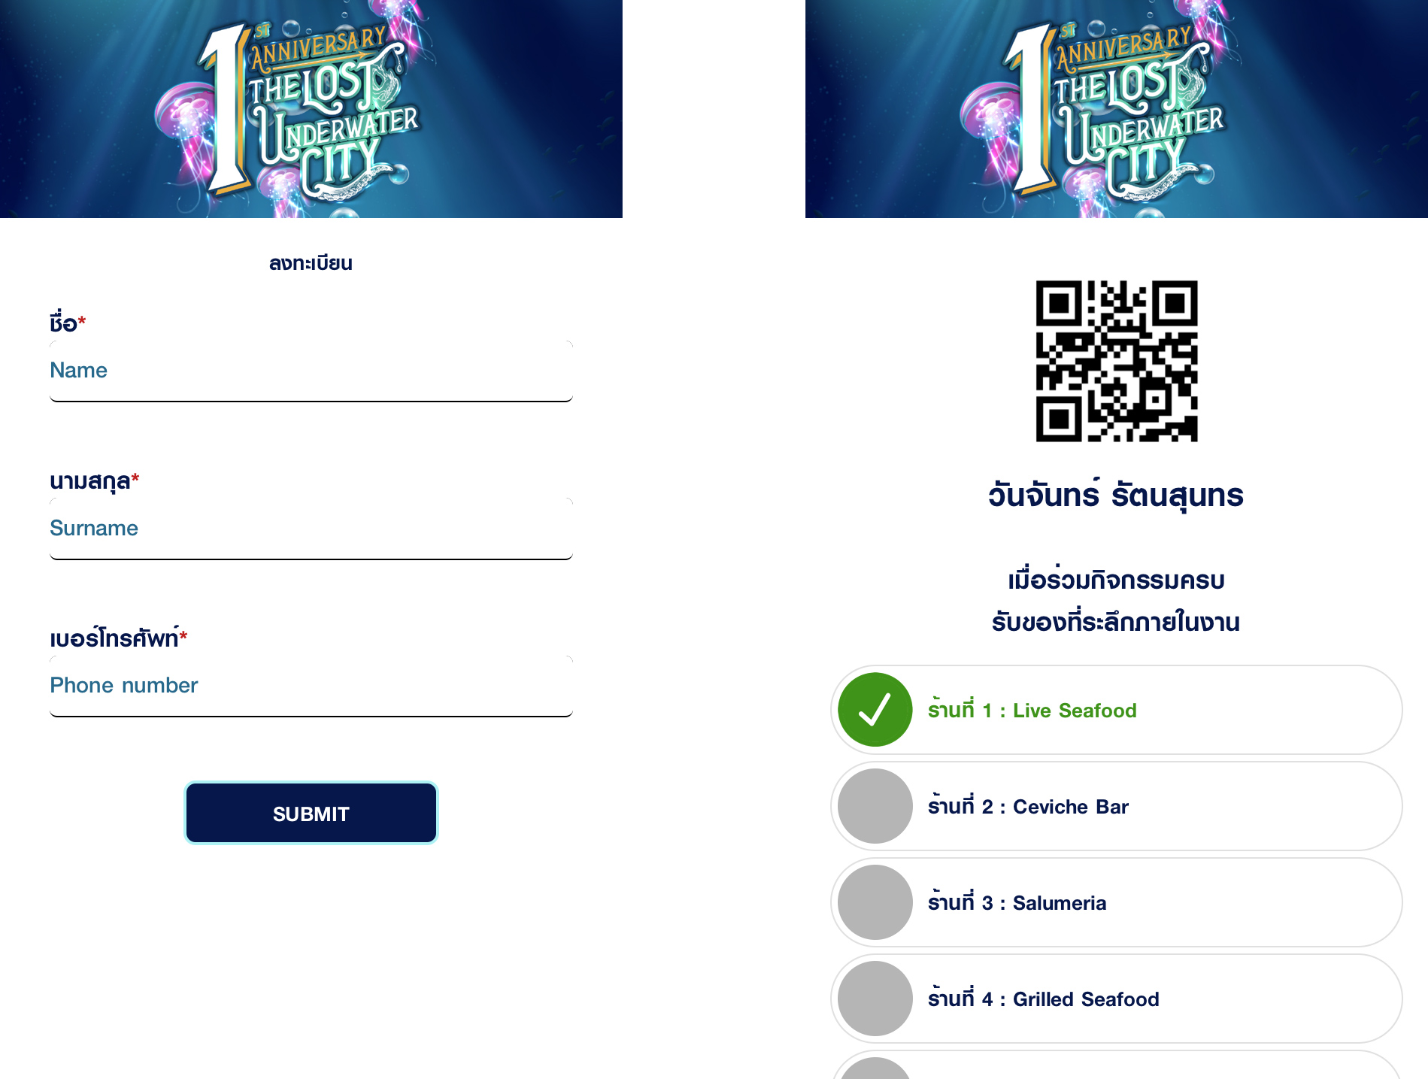 1ST
ANNIVERSARY
THE LOST
UNDERWATER
CITY
ลงทะเบียน
ชื่อ*
Name
นามสกุล*
Surname
เบอร์โทรศัพท์*
Phone number
SUBMIT
1ST
ANNIVERSARY
THE LOST
UNDERWATER
CITY
วันจันทร์ รัตนสุนทร
เมื่อร่วมกิจกรรมครบ
รับของที่ระลึกภายในงาน
ร้านที่ 1 : Live Seafood
ร้านที่ 2 : Ceviche Bar
ร้านที่ 3 : Salumeria
ร้านที่ 4 : Grilled Seafood